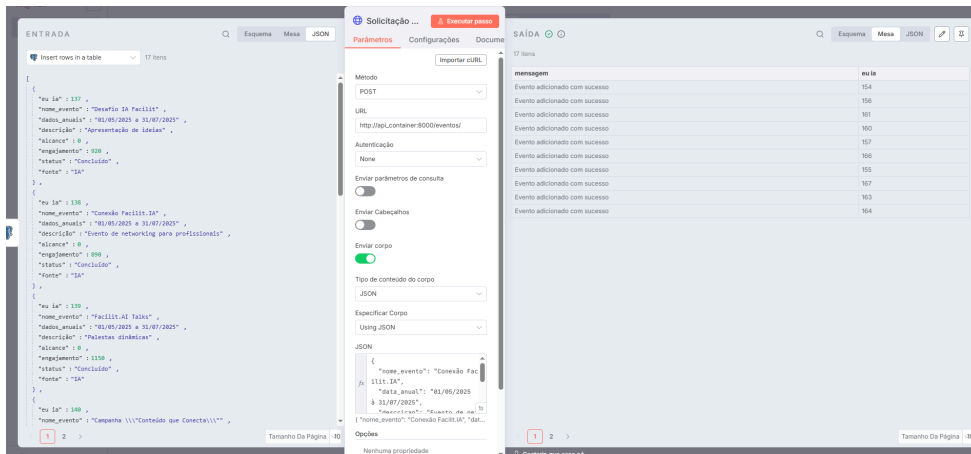 ENTRADA
Esquema Mesa JSON
Insert rows in a table 17 itens
[
{
"eu ia" : 137 ,
"nome_evento" : "Desafio IA Facilit" ,
"dados_anuais" : "01/05/2025 a 31/07/2025" ,
"descrição" : "Apresentação de ideias" ,
"alcance" : 0 ,
"engajamento" : 920 ,
"status" : "Concluído" ,
"fonte" : "IA"
} ,
{
"eu ia" : 138 ,
"nome_evento" : "Conexão Facilit.IA" ,
"dados_anuais" : "01/05/2025 a 31/07/2025" ,
"descrição" : "Evento de networking para profissionais" ,
"alcance" : 0 ,
"engajamento" : 890 ,
"status" : "Concluído" ,
"fonte" : "IA"
} ,
{
"eu ia" : 139 ,
"nome_evento" : "Facilit.AI Talks" ,
"dados_anuais" : "01/05/2025 a 31/07/2025" ,
"descrição" : "Palestas dinâmicas" ,
"alcance" : 0 ,
"engajamento" : 1150 ,
"status" : "Concluído" ,
"fonte" : "IA"
} ,
{
"eu ia" : 140 ,
"nome_evento" : "Campanha \\\"Conteúdo que Conecta\\\"" ,
1 2 Tamanho Da Página -10
Solicitação ... Executar passo
Parâmetros Configurações Docume
Importar cURL
Método
POST
URL
http://api_container:8000/eventos/
Autenticação
None
Enviar parâmetros de consulta
Enviar Cabeçalhos
Enviar corpo
Tipo de conteúdo do corpo
JSON
Especificar Corpo
Using JSON
JSON
{
"nome_evento": "Conexão Fac
ilit.IA",
"data_anual": "01/05/2025
à 31/07/2025",
fx
{ "nome_evento": "Conexão Facilit.IA", "dat...
Opções
Nenhuma propriedade
SAÍDA
Esquema Mesa JSON
17 itens
mensagem eu ia
Evento adicionado com sucesso 154
Evento adicionado com sucesso 156
Evento adicionado com sucesso 161
Evento adicionado com sucesso 160
Evento adicionado com sucesso 157
Evento adicionado com sucesso 166
Evento adicionado com sucesso 155
Evento adicionado com sucesso 167
Evento adicionado com sucesso 163
Evento adicionado com sucesso 164
1 2 Tamanho Da Página